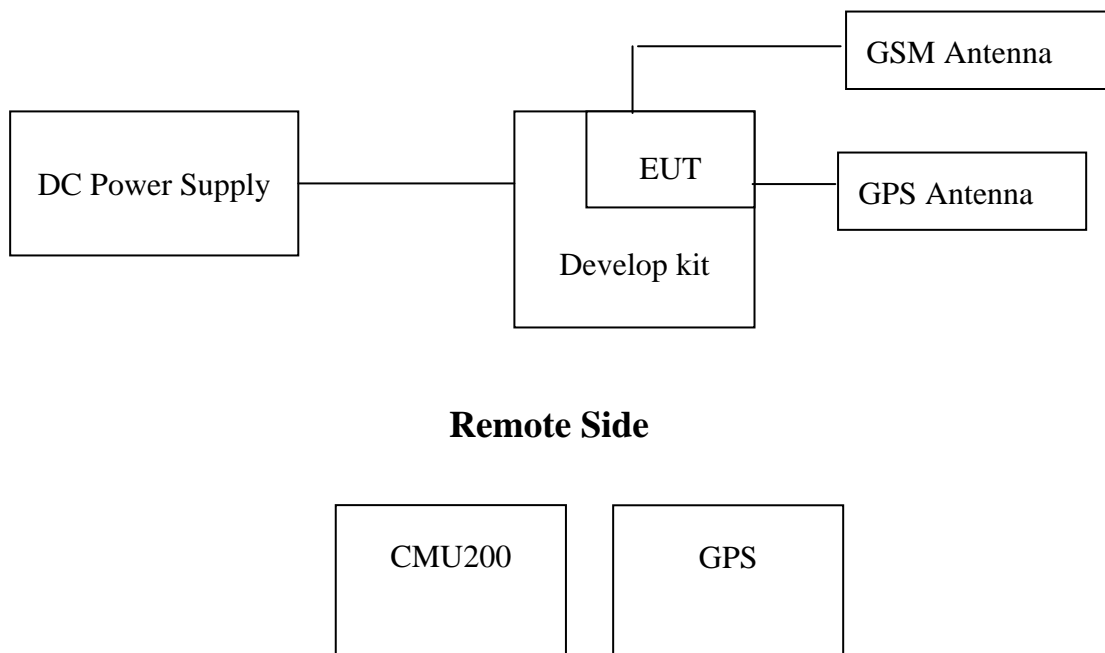 GSM Antenna
DC Power Supply
EUT
GPS Antenna
Develop kit
Remote Side
CMU200
GPS